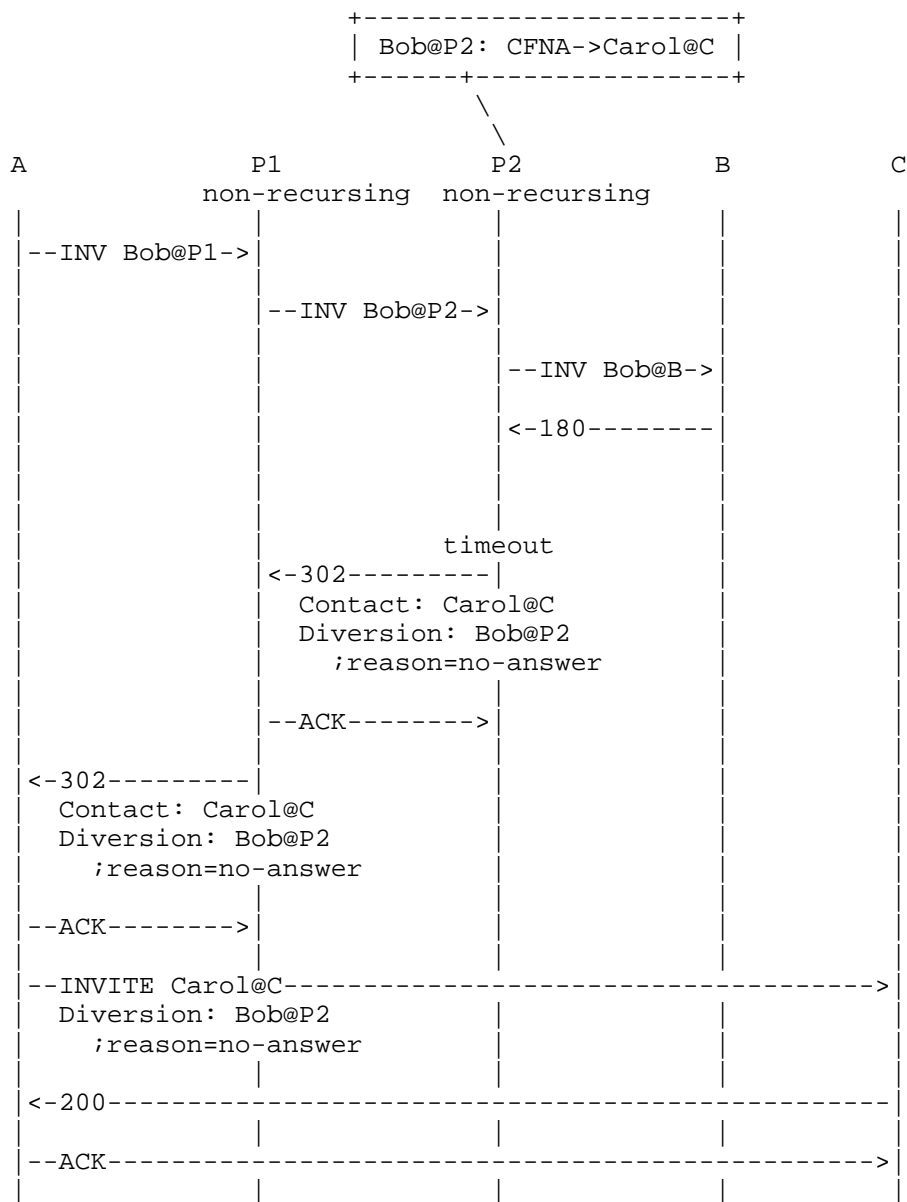 Bob@P2: CFNA->Carol@C
A P1 P2 B C
non-recursing non-recursing
--INV Bob@P1->
--INV Bob@P2->
--INV Bob@B->
<-180--------
timeout
<-302---------
Contact: Carol@C
Diversion: Bob@P2
;reason=no-answer
--ACK-------->
<-302---------
Contact: Carol@C
Diversion: Bob@P2
;reason=no-answer
--ACK-------->
--INVITE Carol@C----------------------------------->
Diversion: Bob@P2
;reason=no-answer
<-200-----------------------------------------------
--ACK---------------------------------------------->